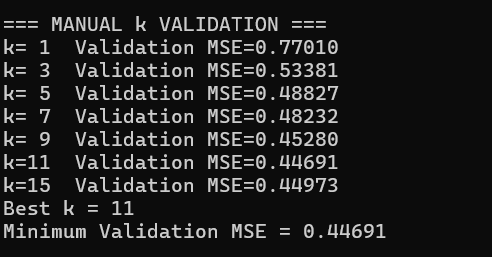 === MANUAL k VALIDATION ===
k= 1  Validation MSE=0.77010
k= 3  Validation MSE=0.53381
k= 5  Validation MSE=0.48827
k= 7  Validation MSE=0.48232
k= 9  Validation MSE=0.45280
k=11  Validation MSE=0.44691
k=15  Validation MSE=0.44973
Best k = 11
Minimum Validation MSE = 0.44691